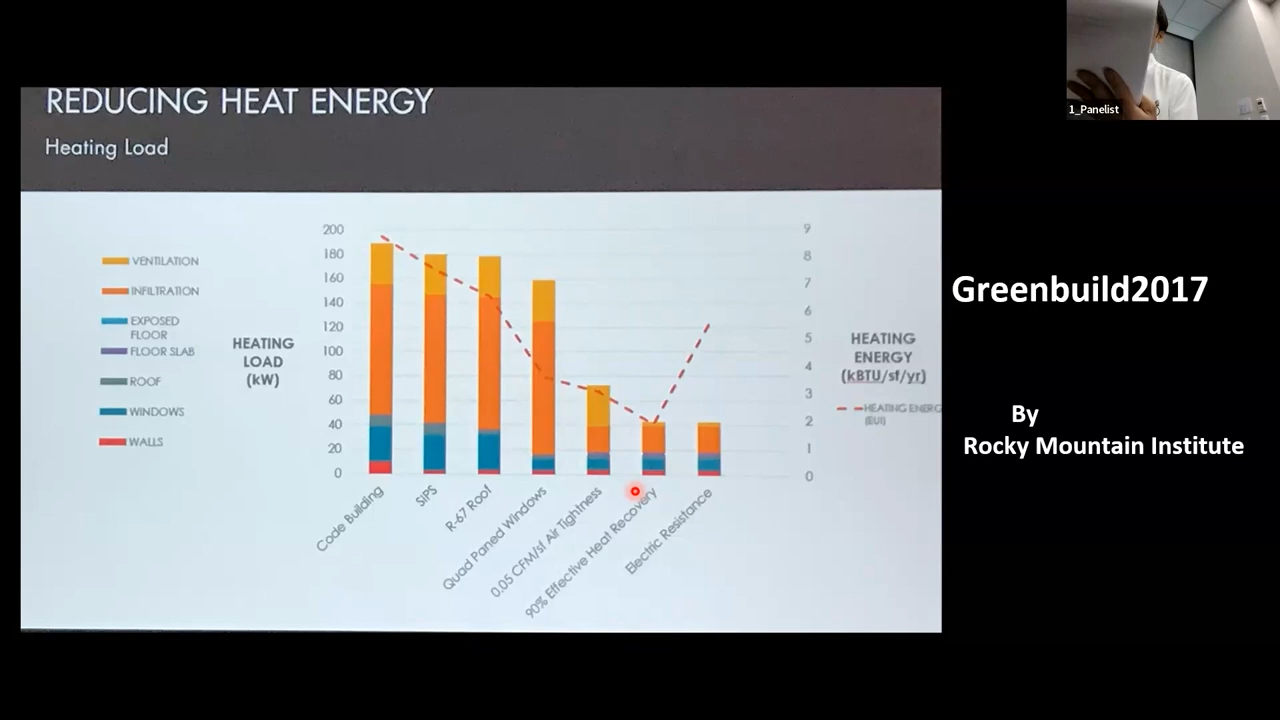 REDUCING HEAT ENERGY
Heating Load
1_Panelist
VENTILATION
INFILTRATION
EXPOSED
FLOOR
FLOOR SLAB
ROOF
WINDOWS
WALLS
HEATING
LOAD
(kW)
200
180
160
140
120
100
80
60
40
20
0
9
8
7
6
5
4
3
2
1
0
HEATING
ENERGY
(kBTU/sf/yr)
HEATING ENERG
(EUI)
Code Building
SIPS
R-67 Roof
Quad Paned Windows
0.05 CFM/sf Air Tightness
90% Effective Heat Recovery
Electric Resistance
Greenbuild2017
By
Rocky Mountain Institute